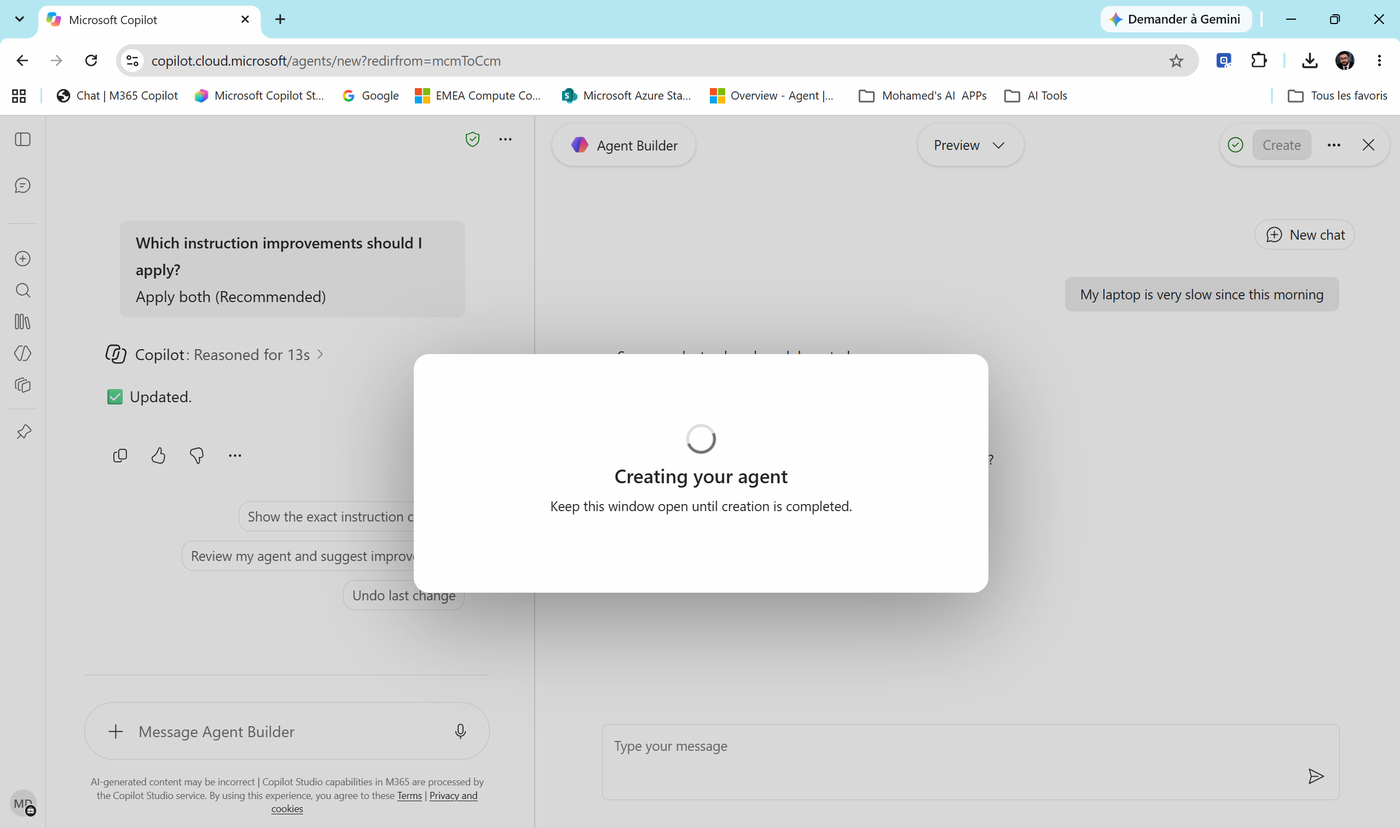 Microsoft Copilot
Demander à Gemini
copilot.cloud.microsoft/agents/new?redirfrom=mcmToCcm
Chat | M365 Copilot
Microsoft Copilot St...
Google
EMEA Compute Co...
Microsoft Azure Sta...
Overview - Agent |...
Mohamed's AI APPs
AI Tools
Tous les favoris
Agent Builder
Preview
Create
New chat
Which instruction improvements should I
apply?
Apply both (Recommended)
My laptop is very slow since this morning
Copilot: Reasoned for 13s
Updated.
Creating your agent
Keep this window open until creation is completed.
?
Show the exact instruction c
Review my agent and suggest improve
Undo last change
Message Agent Builder
Type your message
AI-generated content may be incorrect | Copilot Studio capabilities in M365 are processed by
the Copilot Studio service. By using this experience, you agree to these Terms | Privacy and
cookies